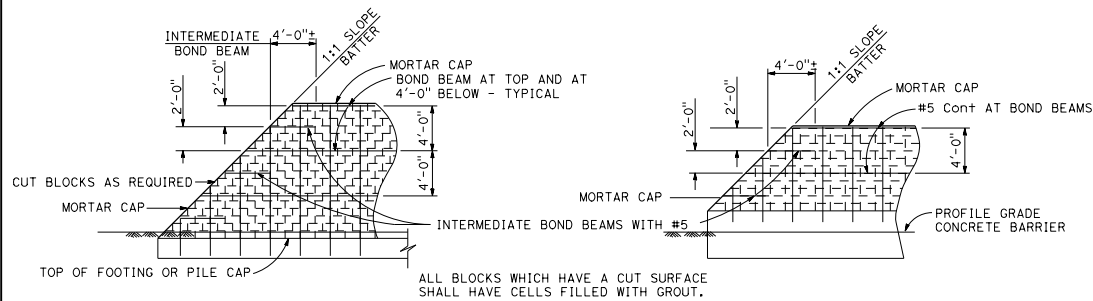 INTERMEDIATE
BOND BEAM
4'-0"±
1:1 SLOPE
BATTER
2'-0"
2'-0"
MORTAR CAP
BOND BEAM AT TOP AND AT
4'-0" BELOW - TYPICAL
4'-0"
4'-0"
CUT BLOCKS AS REQUIRED
MORTAR CAP
TOP OF FOOTING OR PILE CAP
INTERMEDIATE BOND BEAMS WITH #5
ALL BLOCKS WHICH HAVE A CUT SURFACE
SHALL HAVE CELLS FILLED WITH GROUT.
4'-0"±
1:1 SLOPE
BATTER
2'-0"
2'-0"
MORTAR CAP
#5 Cont AT BOND BEAMS
4'-0"
MORTAR CAP
PROFILE GRADE
CONCRETE BARRIER